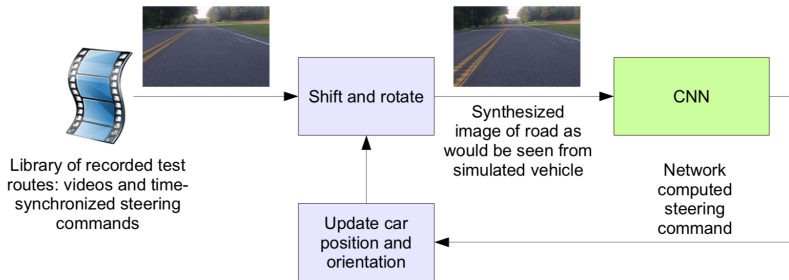 Shift and rotate
CNN
Synthesized
image of road as
would be seen from
simulated vehicle
Library of recorded test
routes: videos and time-
synchronized steering
commands
Network
computed
steering
command
Update car
position and
orientation